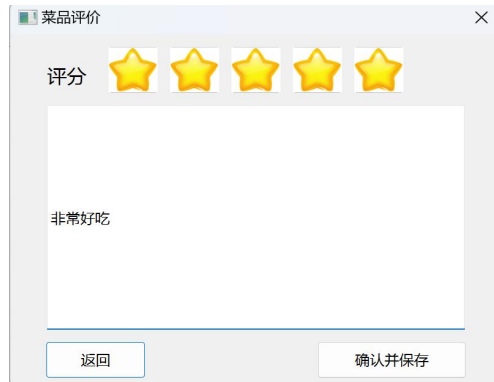 菜品评价
评分
非常好吃
返回
确认并保存